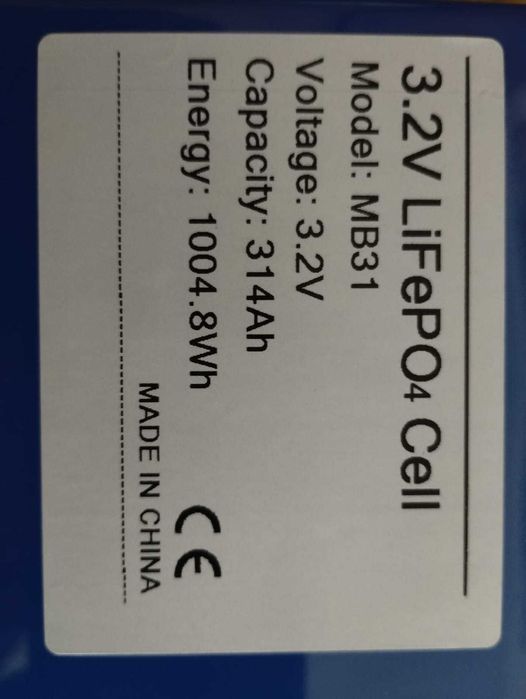 3.2V LiFePO4 Cell
Model: MB31
Voltage: 3.2V
Capacity: 314Ah
Energy: 1004.8Wh
CE
MADE IN CHINA